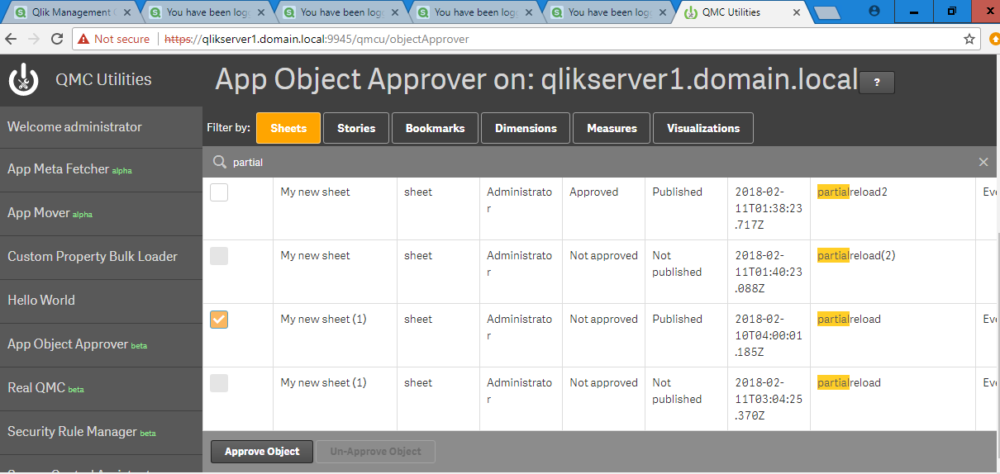 Qlik Management C
You have been logg
You have been logg
You have been logg
You have been logg
QMC Utilities
Not secure https://qlikserver1.domain.local:9945/qmcu/objectApprover
QMC Utilities
App Object Approver on: qlikserver1.domain.local ?
Welcome administrator
App Meta Fetcher alpha
App Mover alpha
Custom Property Bulk Loader
Hello World
App Object Approver beta
Real QMC beta
Security Rule Manager beta
Filter by: Sheets Stories Bookmarks Dimensions Measures Visualizations
partial
My new sheet sheet Administrato Approved Published 2018-02- partialreload2 Eve
r 11T01:38:23
.717Z
My new sheet sheet Administrato Not approved Not 2018-02- partialreload(2)
r published 11T01:40:23
.088Z
My new sheet (1) sheet Administrato Not approved Published 2018-02- partialreload Eve
r 10T04:00:01
.185Z
My new sheet (1) sheet Administrato Not approved Not 2018-02- partialreload Eve
r published 11T03:04:25
.370Z
Approve Object Un-Approve Object